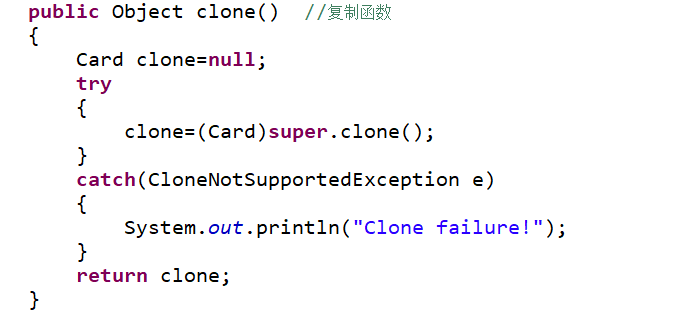 public Object clone()  //复制函数
{
    Card clone=null;
    try
    {
        clone=(Card)super.clone();
    }
    catch(CloneNotSupportedException e)
    {
        System.out.println("Clone failure!");
    }
    return clone;
}